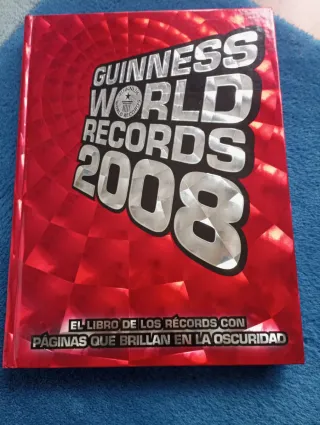 GUINNESS
WORLD
RECORDS
2008
EL LIBRO DE LOS RÉCORDS CON
PÁGINAS QUE BRILLAN EN LA OSCURIDAD